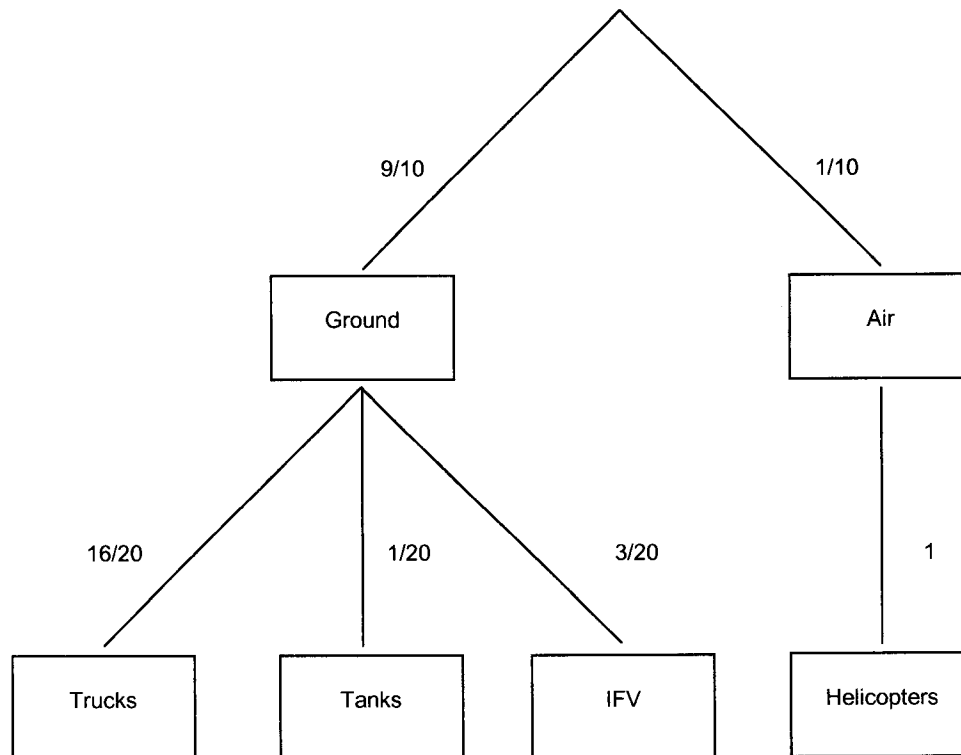 9/10
1/10
Ground
Air
16/20
1/20
3/20
1
Trucks
Tanks
IFV
Helicopters